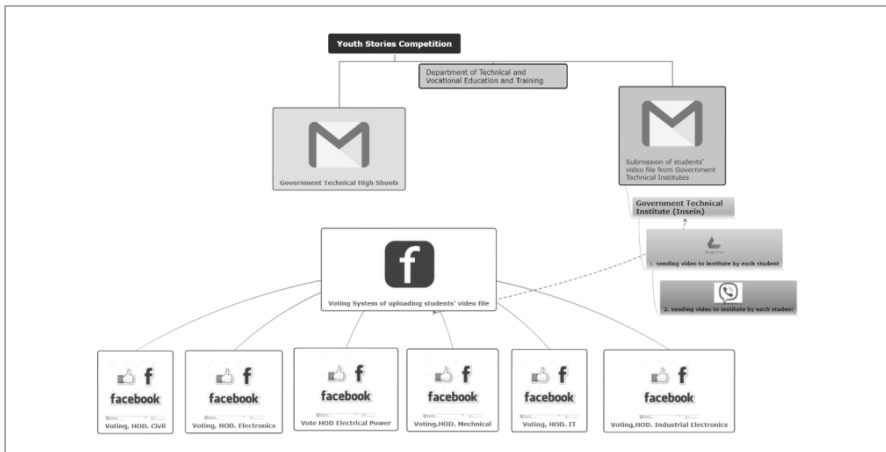 Youth Stories Competition
Department of Technical and
Vocational Education and Training
Government Technical High Shools
Submission of students'
video file from Government
Technical Institutes
Government Technical
Institute (Insein)
Google Drive
1. sending video to institute by each student
2. sending video to institute by each student
f
Voting System of uploading students' video file
f
facebook
Voting, HOD. Civil
f
facebook
Voting, HOD. Electronics
f
facebook
Vote HOD Electrical Power
f
facebook
Voting,HOD. Mechnical
f
facebook
Voting, HOD. IT
f
facebook
Voting,HOD. Industrial Electronics